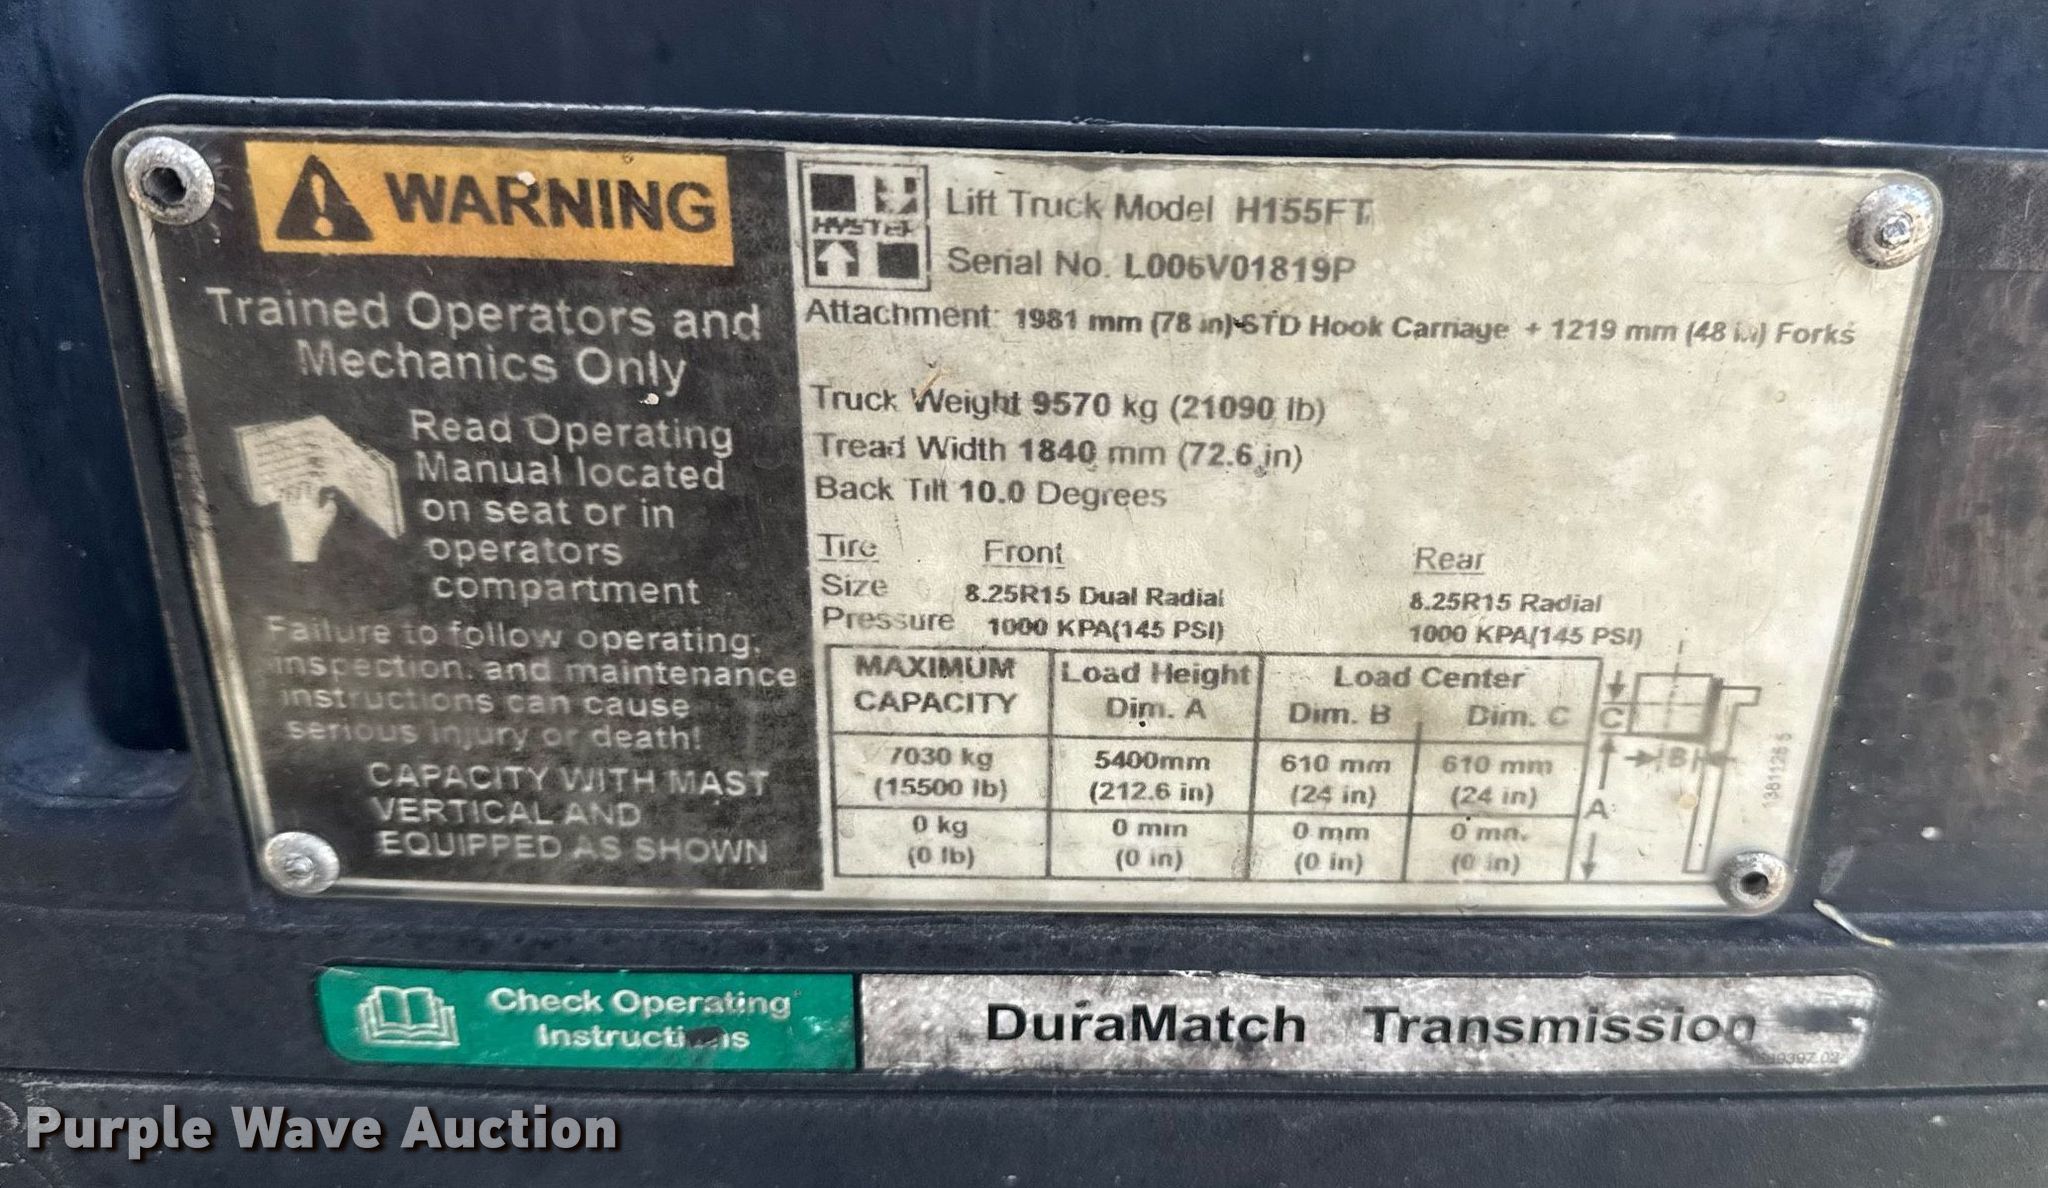 WARNING
Trained Operators and
Mechanics Only
Read Operating
Manual located
on seat or in
operators
compartment
Failure to follow operating,
inspection, and maintenance
instructions can cause
serious injury or death!
CAPACITY WITH MAST
VERTICAL AND
EQUIPPED AS SHOWN
HYSTER
Lift Truck Model H155FT
Serial No. L006V01819P
Attachment: 1981 mm (78 in) STD Hook Carriage + 1219 mm (48 in) Forks
Truck Weight 9570 kg (21090 lb)
Tread Width 1840 mm (72.6 in)
Back Tilt 10.0 Degrees
Tire Front Rear
Size 8.25R15 Dual Radial 8.25R15 Radial
Pressure 1000 KPA(145 PSI) 1000 KPA(145 PSI)
MAXIMUM CAPACITY Load Height Dim. A Load Center Dim. B Dim. C
7030 kg 5400mm 610 mm 610 mm
(15500 lb) (212.6 in) (24 in) (24 in)
0 kg 0 mm 0 mm 0 mm
(0 lb) (0 in) (0 in) (0 in)
C
B
A
Check Operating
Instructions
DuraMatch Transmission
Purple Wave Auction